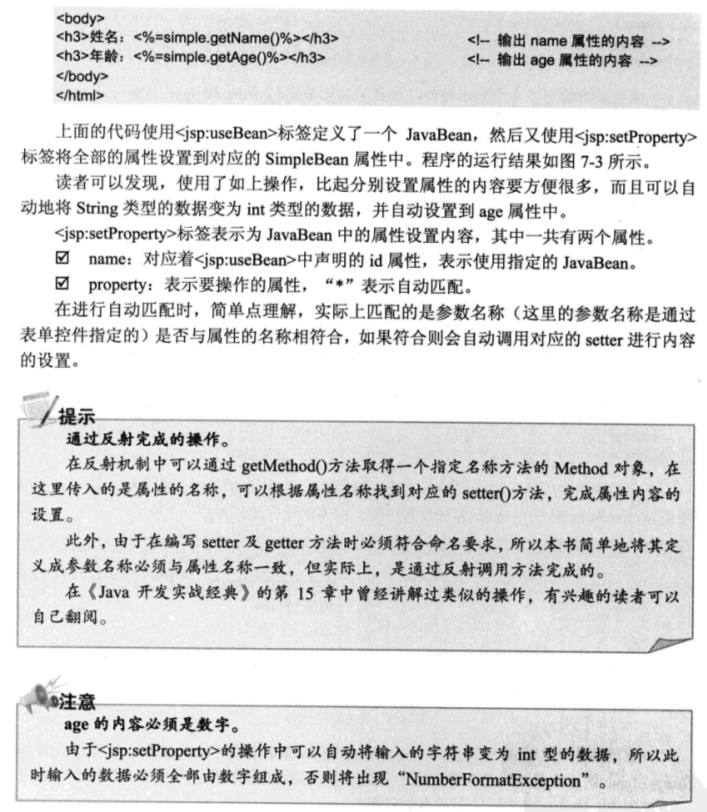 <body>
<h3>姓名：<%=simple.getName()%></h3> <!-- 输出 name 属性的内容 -->
<h3>年龄：<%=simple.getAge()%></h3> <!-- 输出 age 属性的内容 -->
</body>
</html>
上面的代码使用<jsp:useBean>标签定义了一个 JavaBean，然后又使用<jsp:setProperty>
标签将全部的属性设置到对应的 SimpleBean 属性中。程序的运行结果如图 7-3 所示。
读者可以发现，使用了如上操作，比起分别设置属性的内容要方便很多，而且可以自
动地将 String 类型的数据变为 int 类型的数据，并自动设置到 age 属性中。
<jsp:setProperty>标签表示为 JavaBean 中的属性设置内容，其中一共有两个属性。
☑ name：对应着<jsp:useBean>中声明的 id 属性，表示使用指定的 JavaBean。
☑ property：表示要操作的属性，“*”表示自动匹配。
在进行自动匹配时，简单点理解，实际上匹配的是参数名称（这里的参数名称是通过
表单控件指定的）是否与属性的名称相符合，如果符合则会自动调用对应的 setter 进行内容
的设置。
提示
通过反射完成的操作。
在反射机制中可以通过 getMethod()方法取得一个指定名称方法的 Method 对象，在
这里传入的是属性的名称，可以根据属性名称找到对应的 setter()方法，完成属性内容的
设置。
此外，由于在编写 setter 及 getter 方法时必须符合命名要求，所以本书简单地将其定
义成参数名称必须与属性名称一致，但实际上，是通过反射调用方法完成的。
在《Java 开发实战经典》的第 15 章中曾经讲解过类似的操作，有兴趣的读者可以
自己翻阅。
注意
age 的内容必须是数字。
由于<jsp:setProperty>的操作中可以自动将输入的字符串变为 int 型的数据，所以此
时输入的数据必须全部由数字组成，否则将出现“NumberFormatException”。